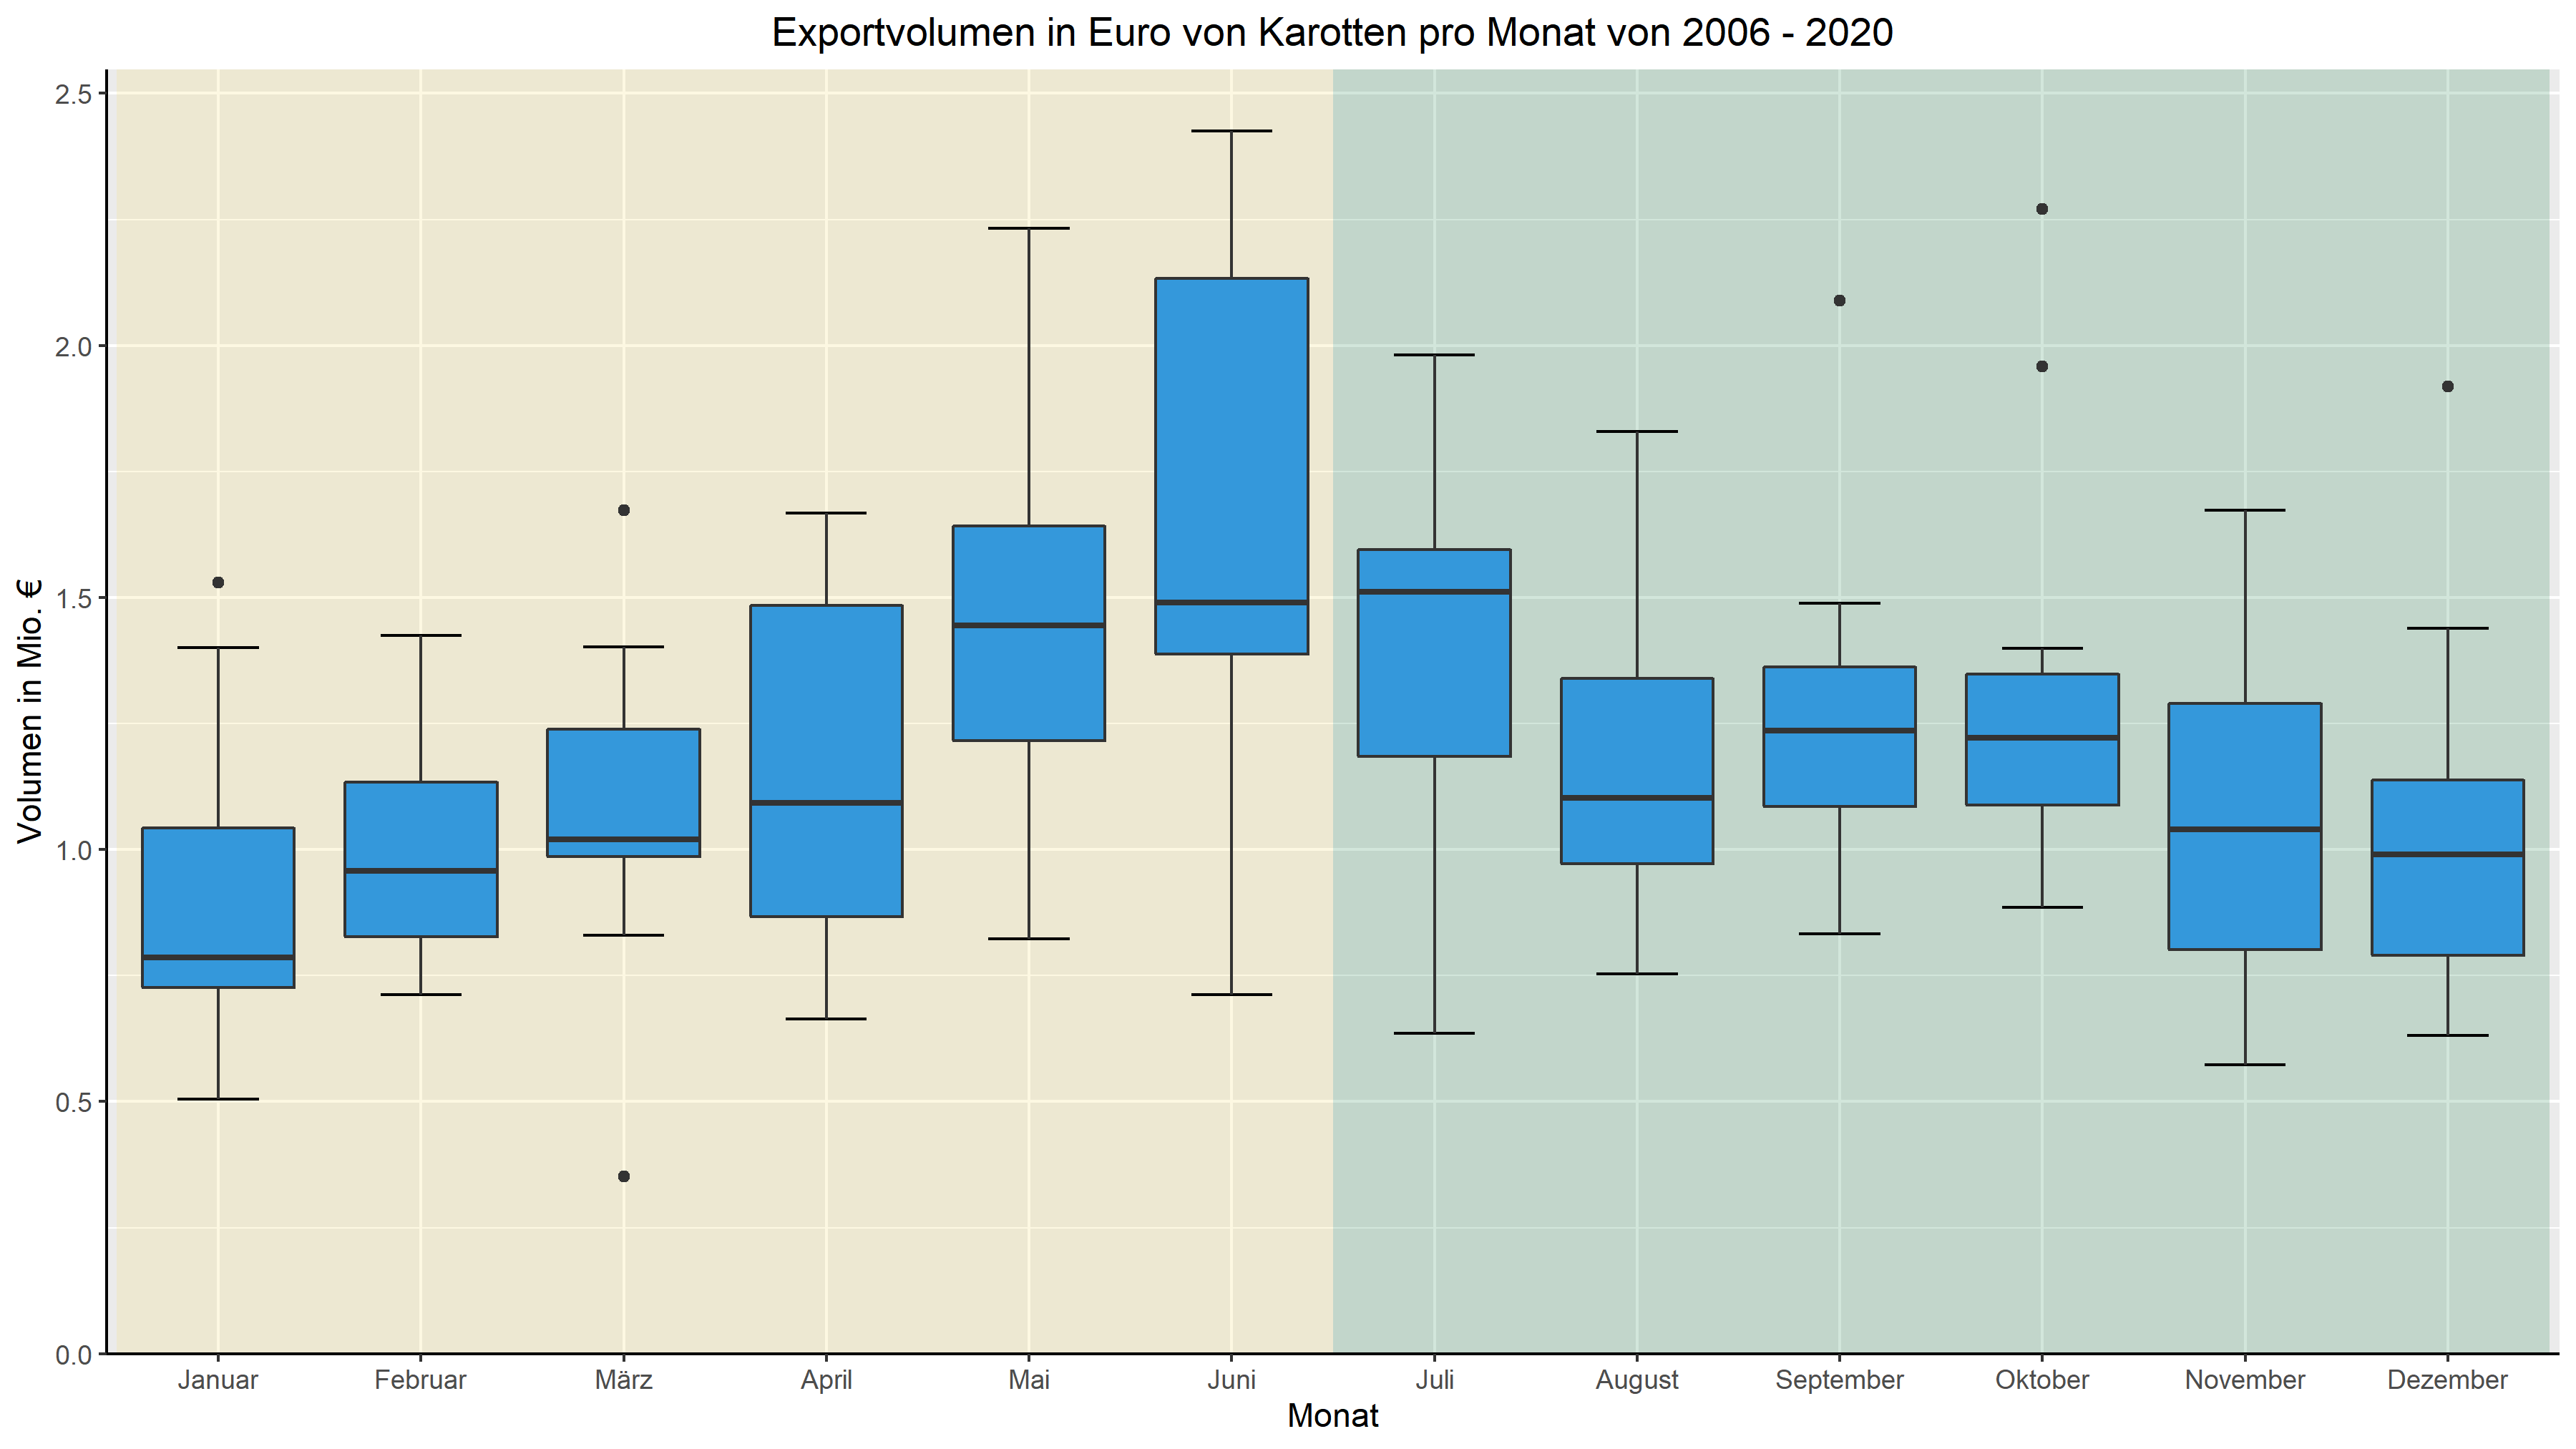 Exportvolumen in Euro von Karotten pro Monat von 2006 - 2020
Volumen in Mio. €
2.5
2.0
1.5
1.0
0.5
0.0
Januar Februar März April Mai Juni Juli August September Oktober November Dezember
Monat